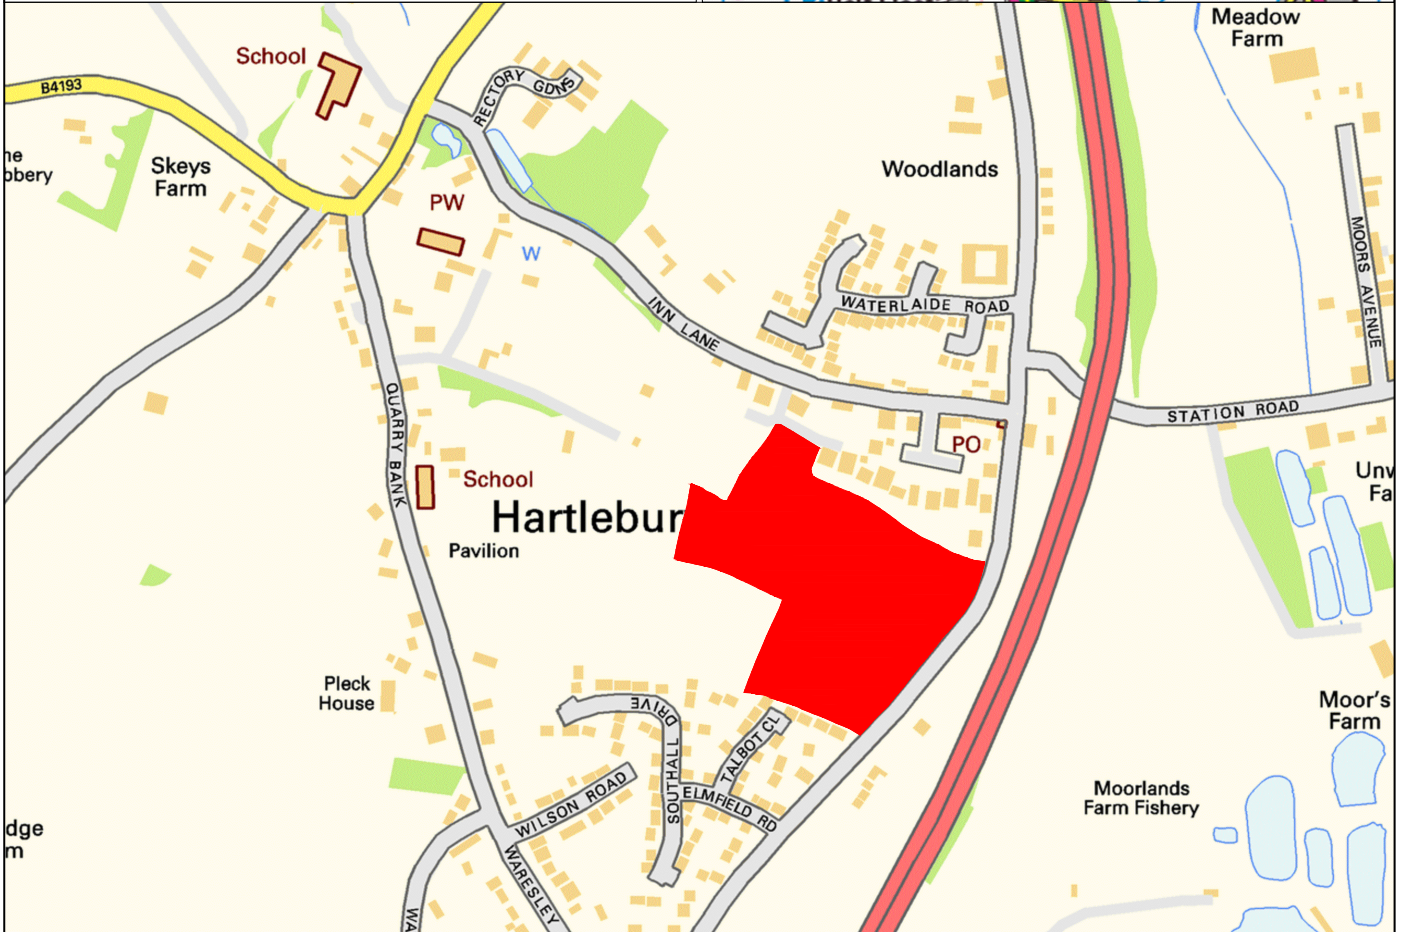 Meadow
Farm
School
B4193
RECTORY GDNS
Skeys
Farm
Woodlands
PW
W
MOORS AVENUE
INN LANE
WATERLAIDE ROAD
QUARRY BANK
STATION ROAD
PO
School
Hartlebur
Pavilion
Pleck
House
Moor's
Farm
DRIVE
SOUTHALL
TALBOT CL
ELMFIELD RD
WILSON ROAD
WARESLEY
Moorlands
Farm Fishery
dge
m
ne
bbery
Unw
Fa
WA